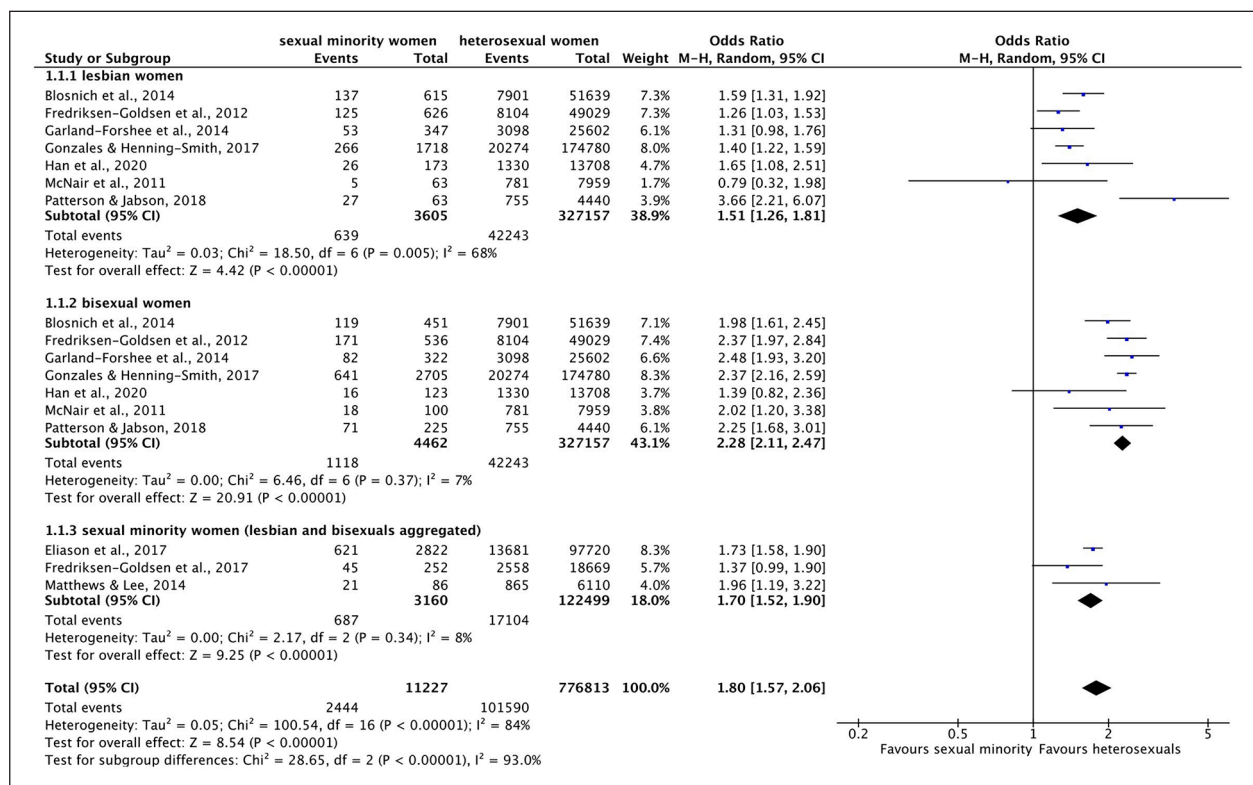 sexual minority women heterosexual women Odds Ratio Odds Ratio
Study or Subgroup Events Total Events Total Weight M-H, Random, 95% CI M-H, Random, 95% CI
1.1.1 lesbian women
Blosnich et al., 2014 137 615 7901 51639 7.3% 1.59 [1.31, 1.92]
Fredriksen-Goldsen et al., 2012 125 626 8104 49029 7.3% 1.26 [1.03, 1.53]
Garland-Forshee et al., 2014 53 347 3098 25602 6.1% 1.31 [0.98, 1.76]
Gonzales & Henning-Smith, 2017 266 1718 20274 174780 8.0% 1.40 [1.22, 1.59]
Han et al., 2020 26 173 1330 13708 4.7% 1.65 [1.08, 2.51]
McNair et al., 2011 5 63 781 7959 1.7% 0.79 [0.32, 1.98]
Patterson & Jabson, 2018 27 63 755 4440 3.9% 3.66 [2.21, 6.07]
Subtotal (95% CI) 3605 327157 38.9% 1.51 [1.26, 1.81]
Total events 639 42243
Heterogeneity: Tau² = 0.03; Chi² = 18.50, df = 6 (P = 0.005); I² = 68%
Test for overall effect: Z = 4.42 (P < 0.00001)
1.1.2 bisexual women
Blosnich et al., 2014 119 451 7901 51639 7.1% 1.98 [1.61, 2.45]
Fredriksen-Goldsen et al., 2012 171 536 8104 49029 7.4% 2.37 [1.97, 2.84]
Garland-Forshee et al., 2014 82 322 3098 25602 6.6% 2.48 [1.93, 3.20]
Gonzales & Henning-Smith, 2017 641 2705 20274 174780 8.3% 2.37 [2.16, 2.59]
Han et al., 2020 16 123 1330 13708 3.7% 1.39 [0.82, 2.36]
McNair et al., 2011 18 100 781 7959 3.8% 2.02 [1.20, 3.38]
Patterson & Jabson, 2018 71 225 755 4440 6.1% 2.25 [1.68, 3.01]
Subtotal (95% CI) 4462 327157 43.1% 2.28 [2.11, 2.47]
Total events 1118 42243
Heterogeneity: Tau² = 0.00; Chi² = 6.46, df = 6 (P = 0.37); I² = 7%
Test for overall effect: Z = 20.91 (P < 0.00001)
1.1.3 sexual minority women (lesbian and bisexuals aggregated)
Eliason et al., 2017 621 2822 13681 97720 8.3% 1.73 [1.58, 1.90]
Fredriksen-Goldsen et al., 2017 45 252 2558 18669 5.7% 1.37 [0.99, 1.90]
Matthews & Lee, 2014 21 86 865 6110 4.0% 1.96 [1.19, 3.22]
Subtotal (95% CI) 3160 122499 18.0% 1.70 [1.52, 1.90]
Total events 687 17104
Heterogeneity: Tau² = 0.00; Chi² = 2.17, df = 2 (P = 0.34); I² = 8%
Test for overall effect: Z = 9.25 (P < 0.00001)
Total (95% CI) 11227 776813 100.0% 1.80 [1.57, 2.06]
Total events 2444 101590
Heterogeneity: Tau² = 0.05; Chi² = 100.54, df = 16 (P < 0.00001); I² = 84%
Test for overall effect: Z = 8.54 (P < 0.00001)
Test for subgroup differences: Chi² = 28.65, df = 2 (P < 0.00001), I² = 93.0%
0.2 0.5 1 2 5
Favours sexual minority Favours heterosexuals